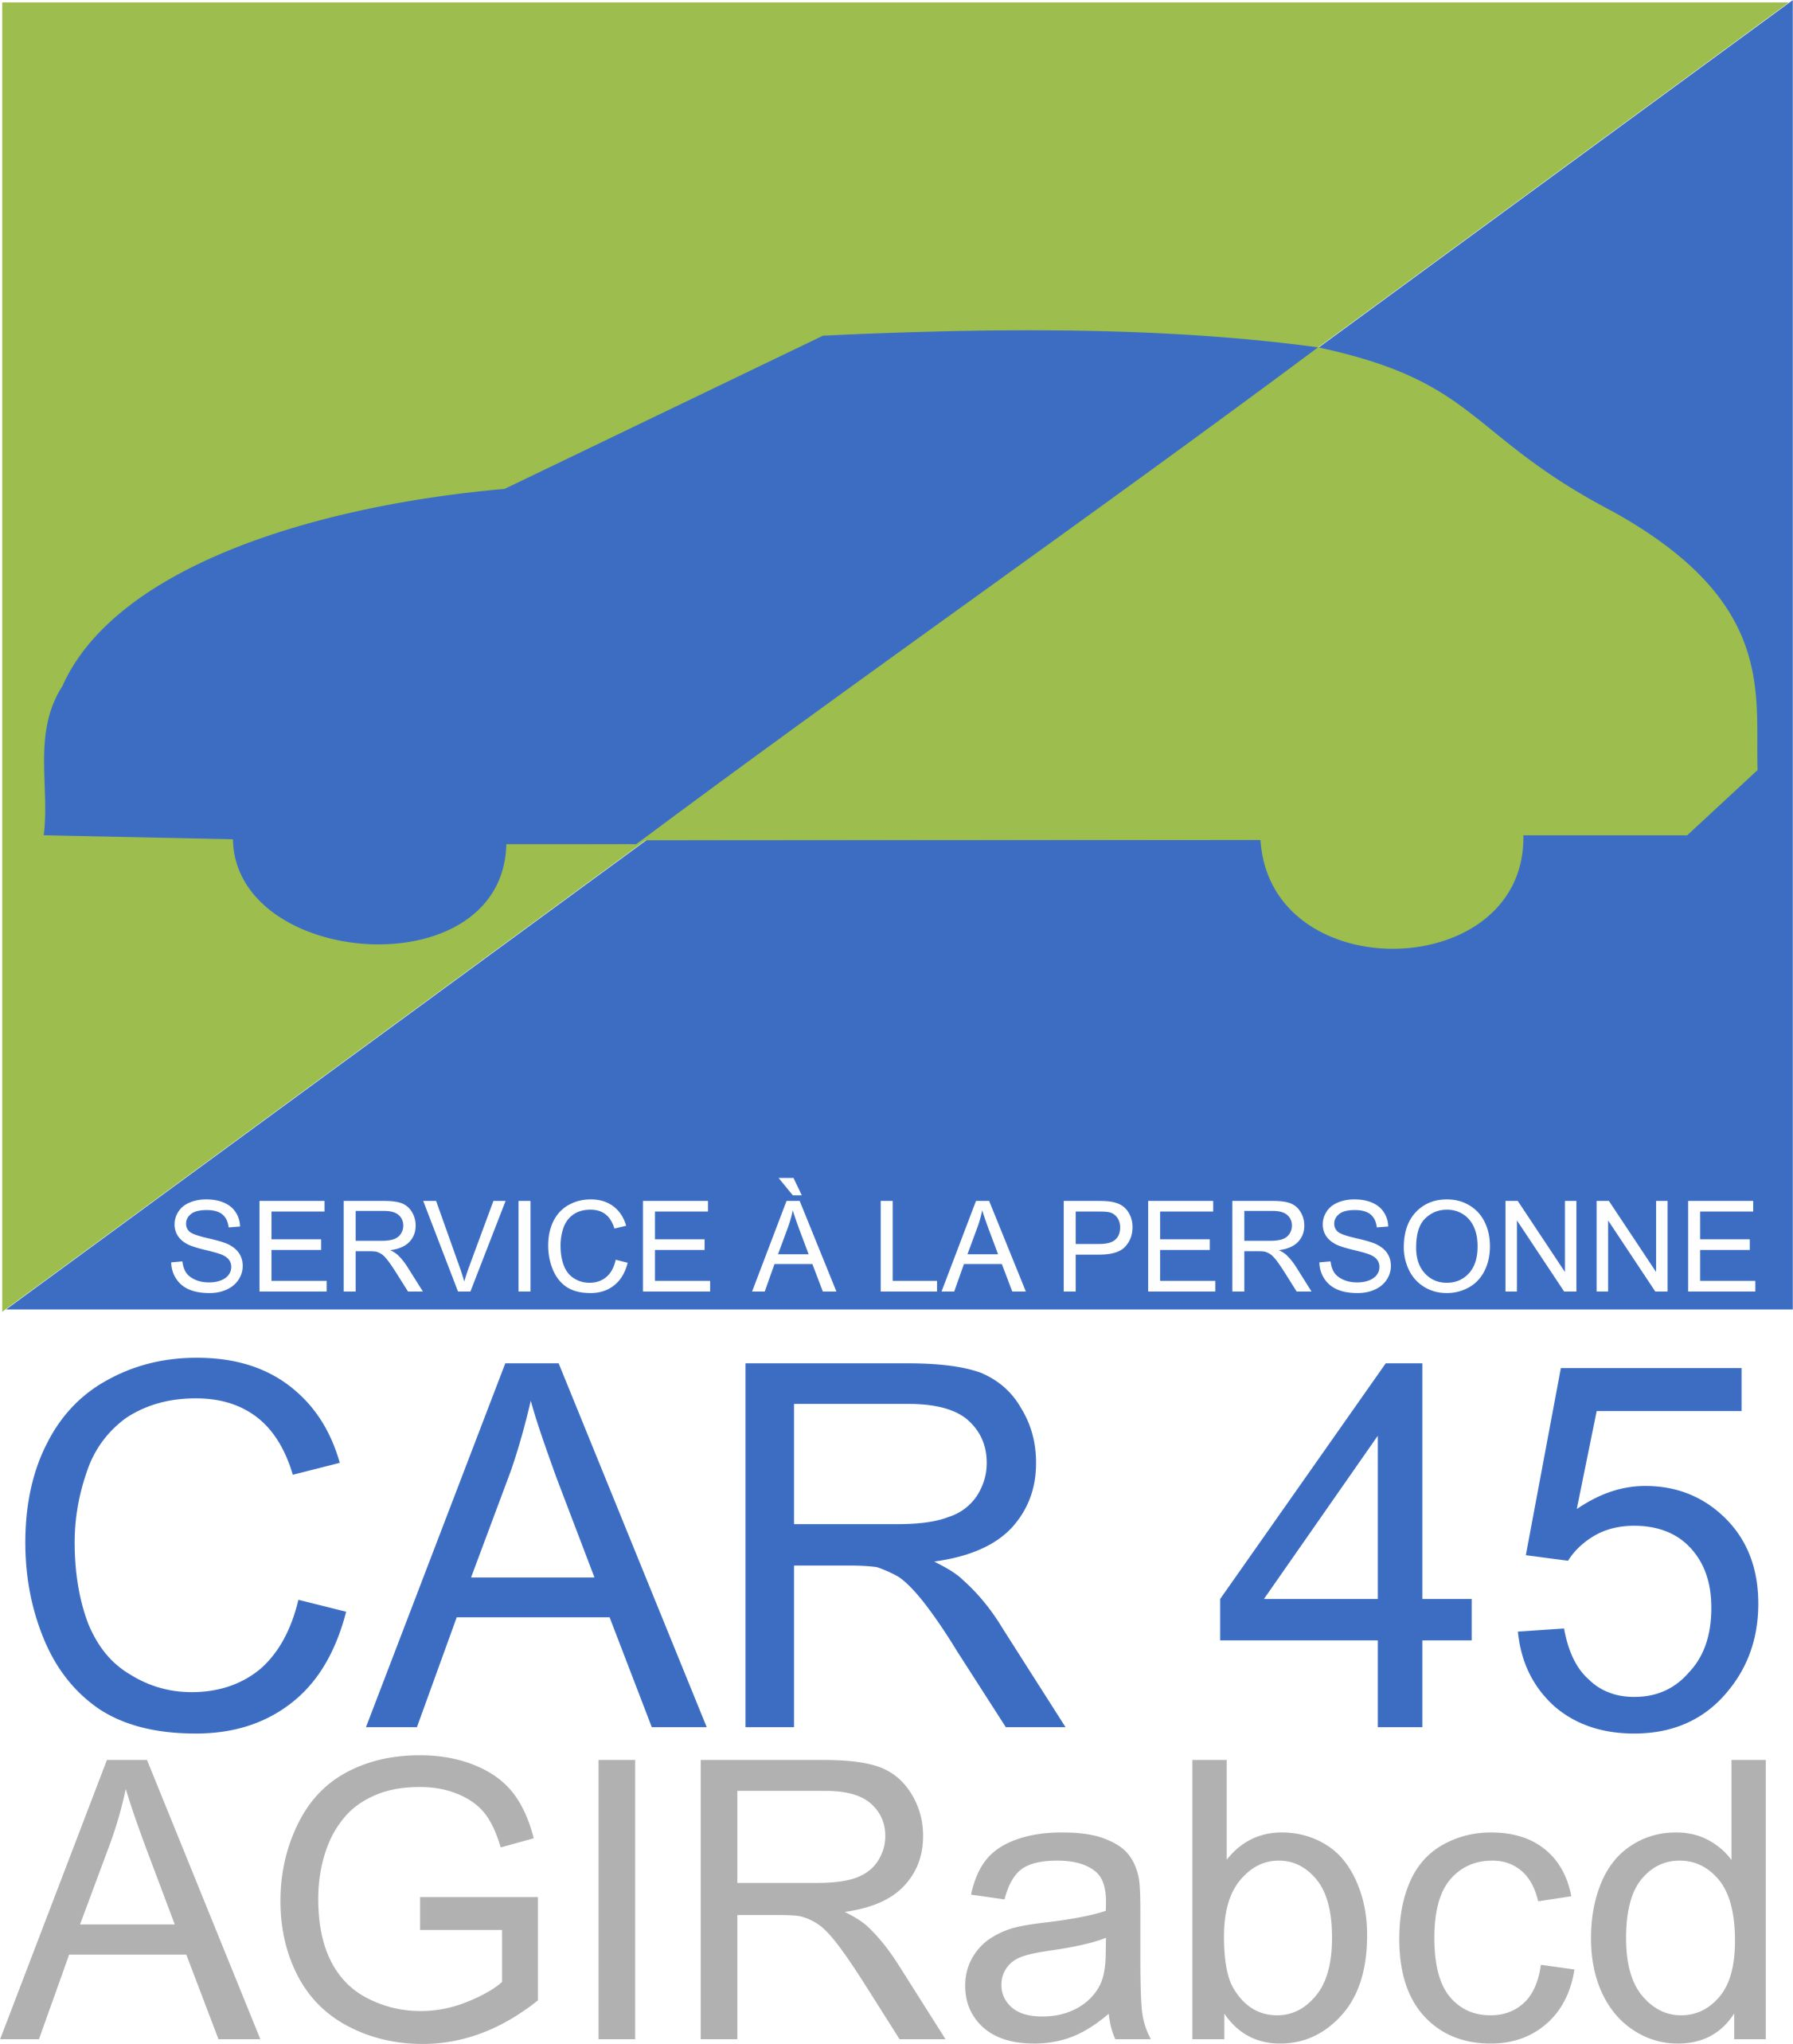 SERVICE À LA PERSONNE
CAR 45
AGIRabcd